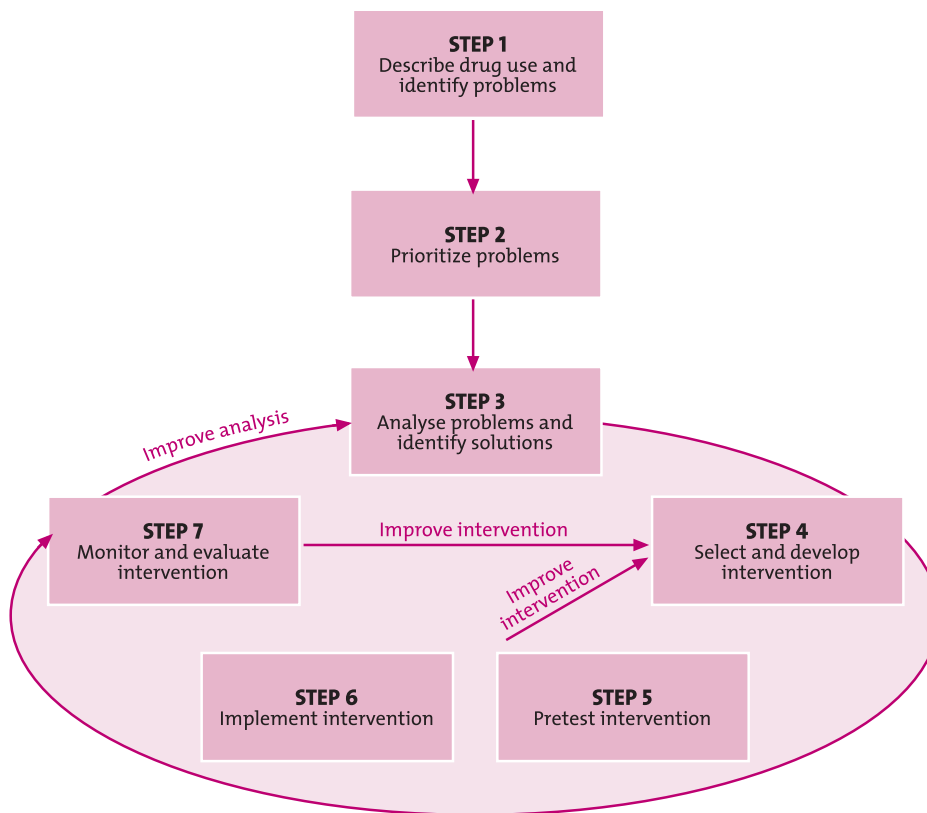 STEP 1
Describe drug use and
identify problems
STEP 2
Prioritize problems
STEP 3
Analyse problems and
identify solutions
Improve analysis
STEP 7
Monitor and evaluate
intervention
Improve intervention
STEP 4
Select and develop
intervention
Improve
intervention
STEP 6
Implement intervention
STEP 5
Pretest intervention